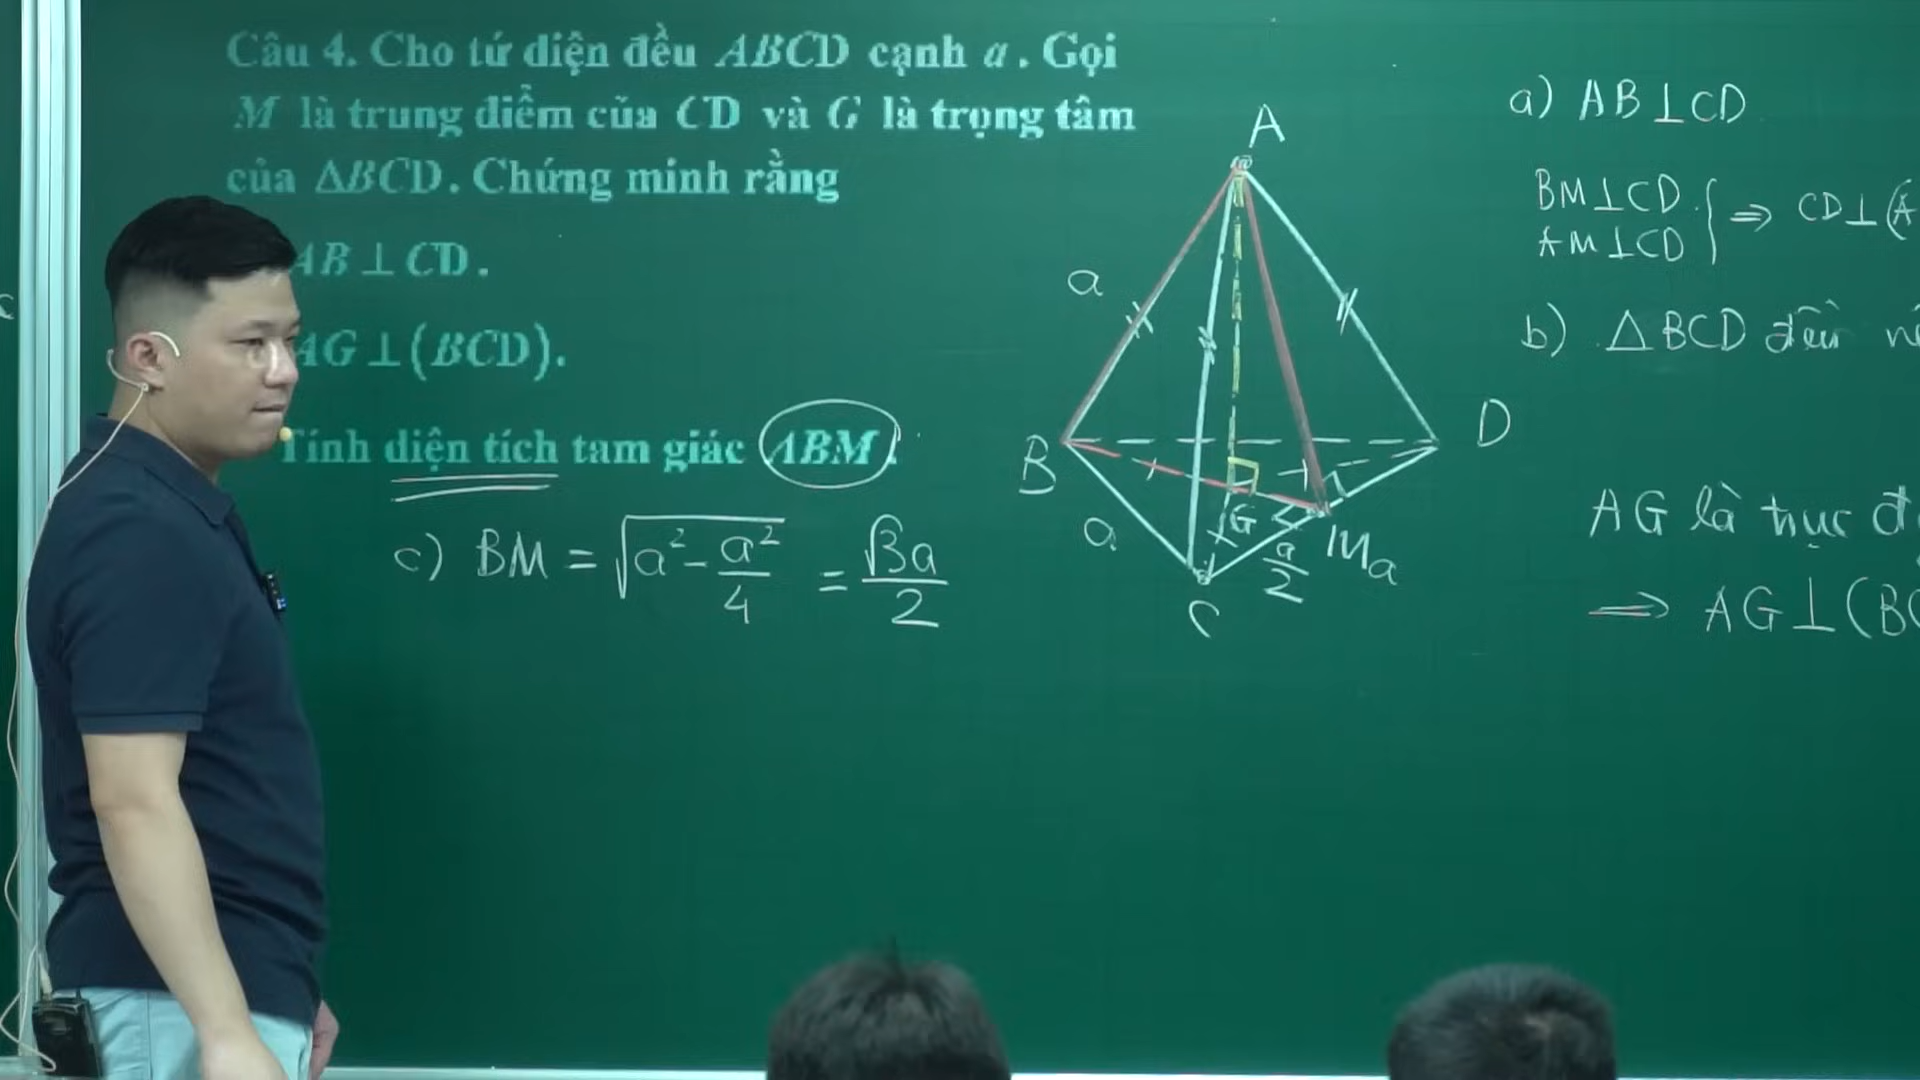 Câu 4. Cho tứ diện đều ABCD cạnh a. Gọi
M là trung điểm của CD và G là trọng tâm
của ΔBCD. Chứng minh rằng
AB ⊥ CD.
AG ⊥ (BCD).
Tính diện tích tam giác ABM.
c) BM = √(a² - a²/4) = √3a/2
A
a
B
D
a
G
a/2
M
a
C
a) AB ⊥ CD
BM ⊥ CD
AM ⊥ CD } ⇒ CD ⊥ (A
b) ΔBCD đều
AG là trục
⇒ AG ⊥ (BC